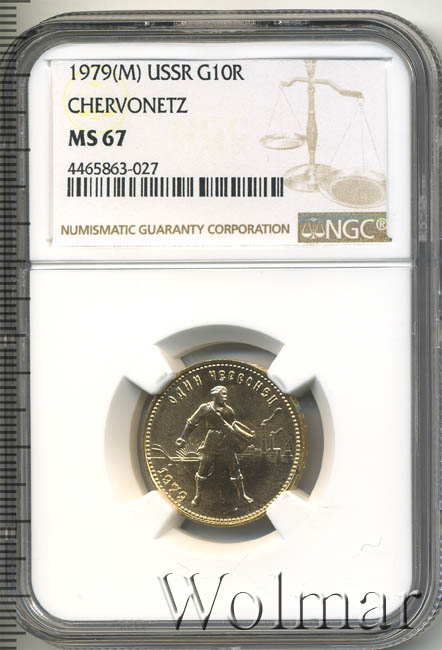 1979(M) USSR G10R
CHERVONETZ
MS 67
4465863-027
NUMISMATIC GUARANTY CORPORATION
NGC®
ОДИН ЧЕРВОНЕЦ
1979
Wolmar